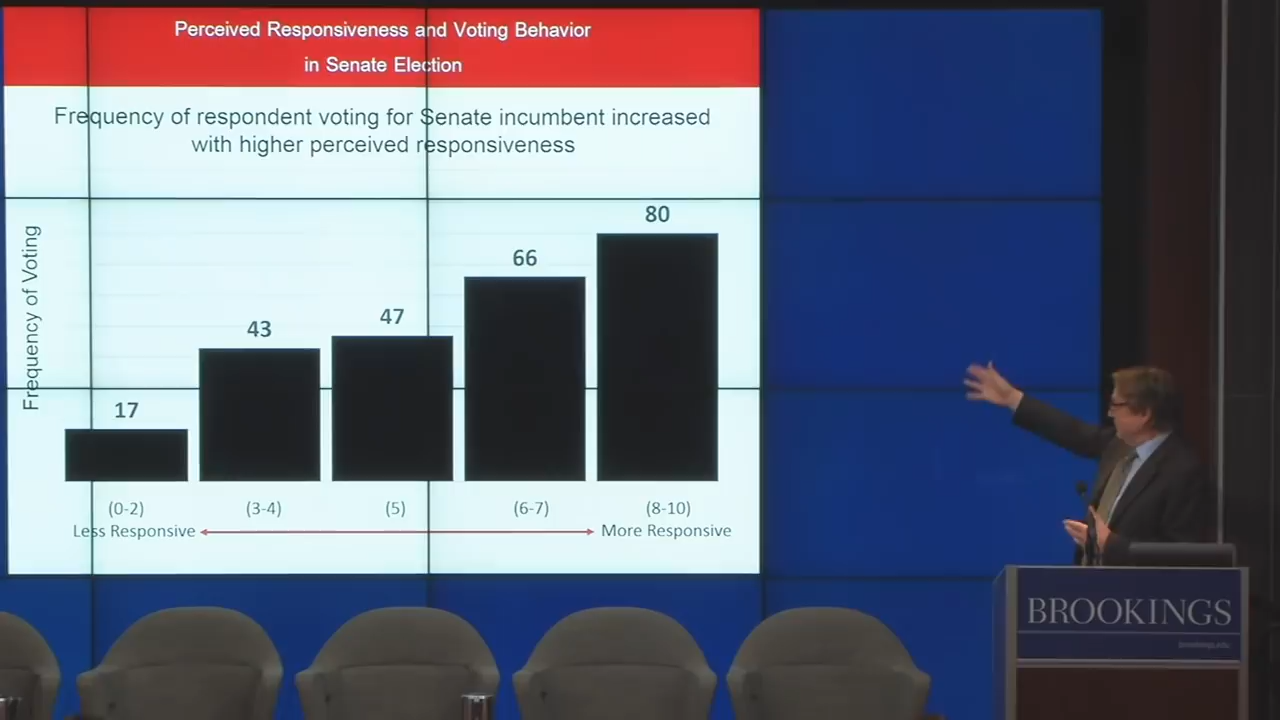 Perceived Responsiveness and Voting Behavior
in Senate Election
Frequency of respondent voting for Senate incumbent increased
with higher perceived responsiveness
Frequency of Voting
17
43
47
66
80
(0-2)
(3-4)
(5)
(6-7)
(8-10)
Less Responsive
More Responsive
BROOKINGS